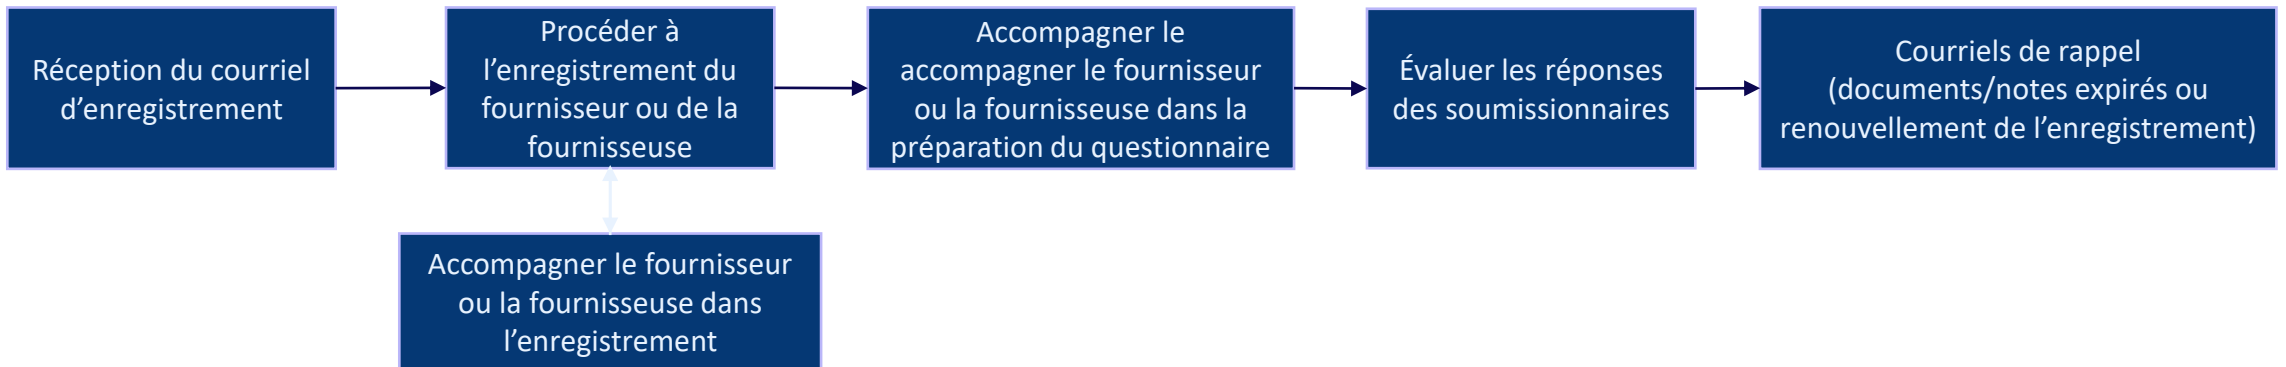 Réception du courriel
d’enregistrement
Procéder à
l’enregistrement du
fournisseur ou de la
fournisseuse
Accompagner le
accompagner le fournisseur
ou la fournisseuse dans la
préparation du questionnaire
Évaluer les réponses
des soumissionnaires
Courriels de rappel
(documents/notes expirés ou
renouvellement de l’enregistrement)
Accompagner le fournisseur
ou la fournisseuse dans
l’enregistrement